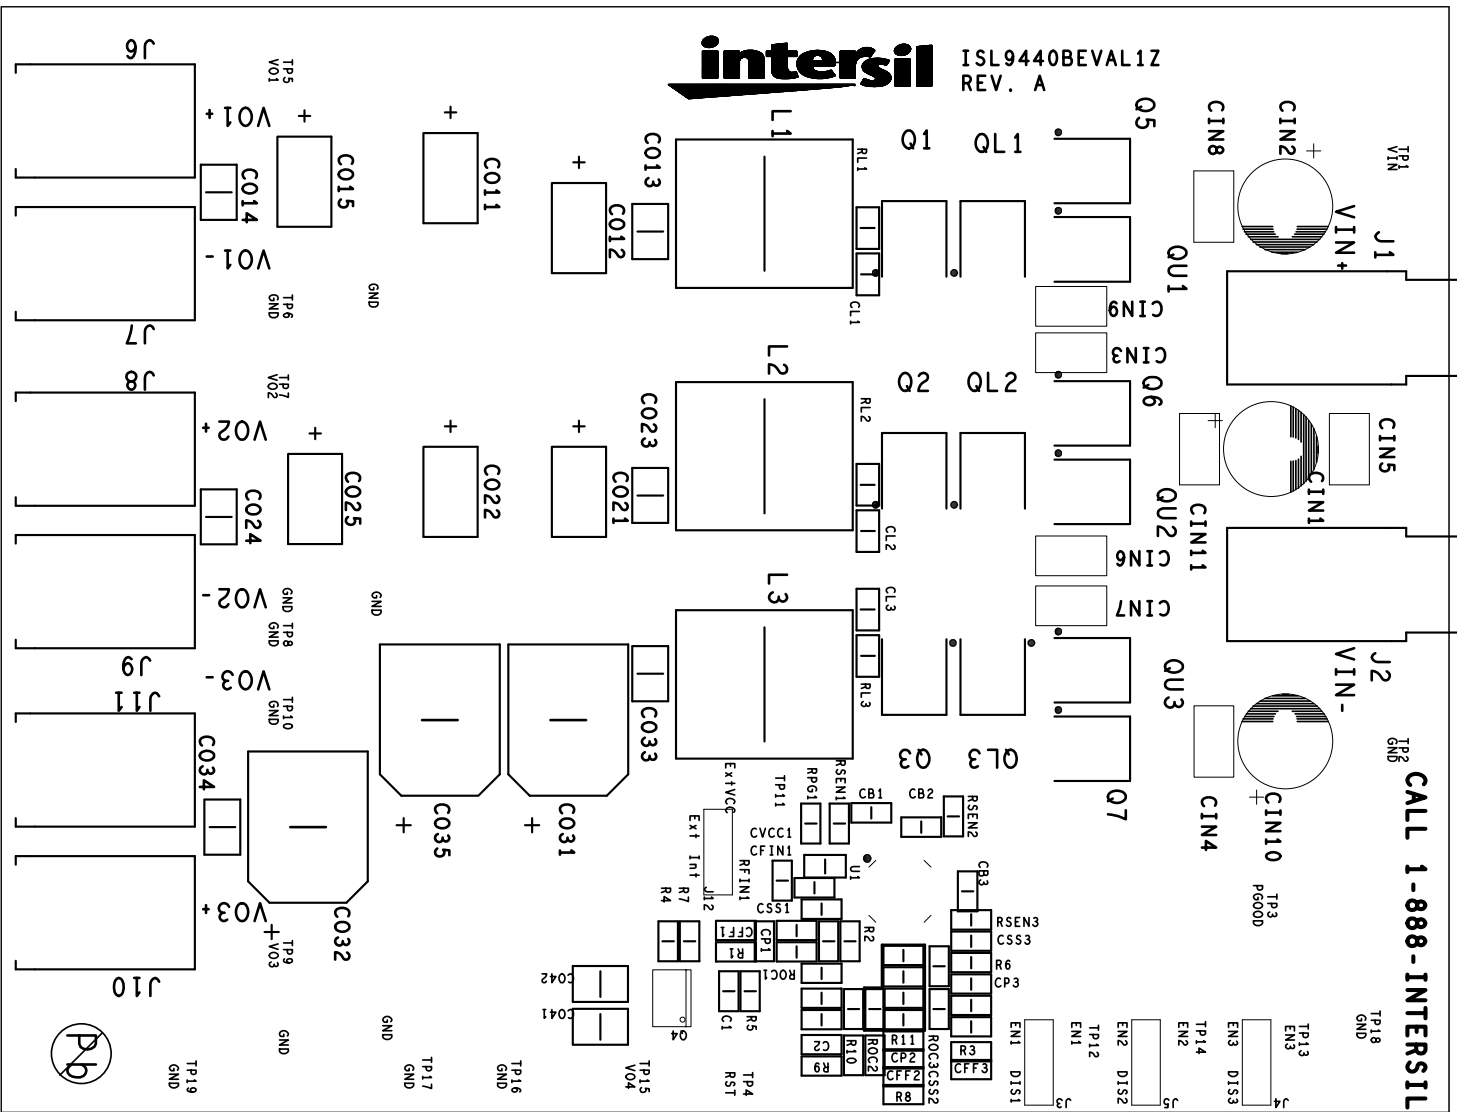 intersil
ISL9440BEVAL1Z
REV. A
J6
TP5
VO1
VO1+
+
CO15
CO14
+
CO11
+
CO12
CO13
L1
RL1
Q1
QL1
Q5
CIN8
CIN2
+
TP1
VIN
VIN+
J1
VO1-
J7
TP6
GND
GND
CL1
QU1
CIN9
CIN3
J8
TP7
VO2
VO2+
+
CO25
CO24
+
CO22
+
CO21
CO23
L2
RL2
Q2
QL2
Q6
+
CIN5
CIN1
CIN11
QU2
CL2
CIN6
CIN7
VO2-
GND
TP8
GND
GND
J9
L3
CL3
RL3
VO3-
J11
TP10
GND
CO34
CO33
QU3
J2
VIN-
TP2
GND
Q3
QL3
Q7
CIN4
+
CIN10
CALL 1-888-INTERSIL
+
CO35
+
CO31
ExtVCC
Ext Int
J12
TP11
RPG1
RSEN1
CB1
CB2
RSEN2
CVCC1
CFIN1
RFIN1
U1
CB3
TP3
PGOOD
VO3+
+
CO32
TP9
VO3
J10
R4
R7
CSS1
CFF1
R1
CP1
R2
ROC1
RSEN3
CSS3
R6
CP3
CO42
CO41
Q4
C1
R5
C2
R9
R10
ROC2
R11
CP2
CFF2
R8
ROC3
CSS2
R3
CFF3
EN1
DIS1
J3
TP12
EN1
EN2
DIS2
J5
TP14
EN2
EN3
DIS3
J4
TP13
EN3
TP18
GND
Pb
GND
GND
TP19
GND
TP17
GND
TP16
GND
TP15
VO4
TP4
RST